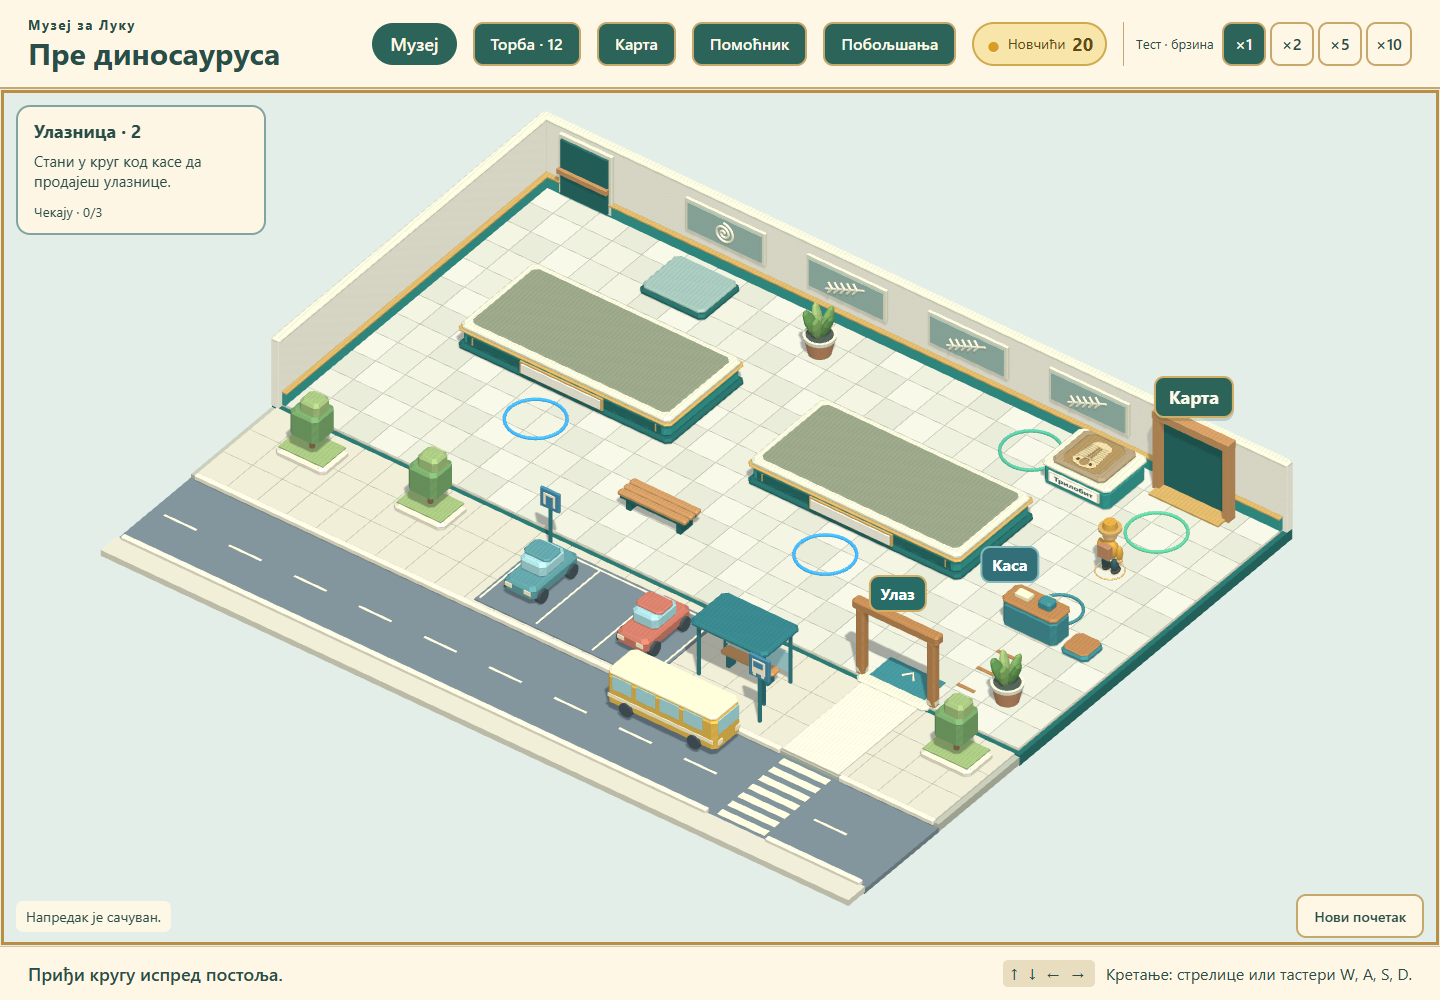 Музеј за Луку
Пре диносауруса
Музеј
Торба · 12
Карта
Помоћник
Побољшања
Новчићи 20
Тест · брзина
×1
×2
×5
×10
Улазница · 2
Стани у круг код касе да
продајеш улазнице.
Чекају · 0/3
Карта
Трилобит
Каса
Улаз
Напредак је сачуван.
Нови почетак
Приђи кругу испред постоља.
↑ ↓ ← → Кретање: стрелице или тастери W, A, S, D.